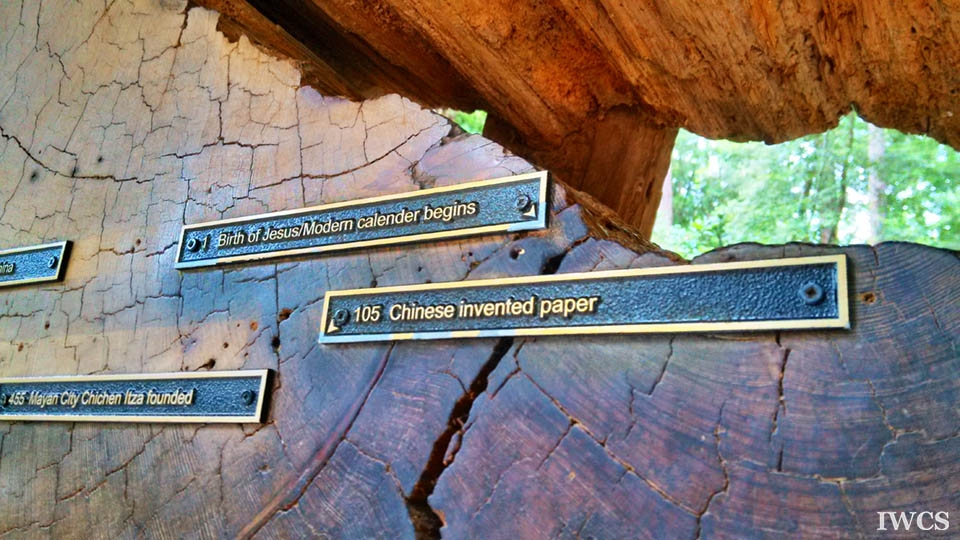 1 Birth of Jesus/Modern calender begins
105 Chinese invented paper
455 Mayan City Chichen Itza founded
IWCS